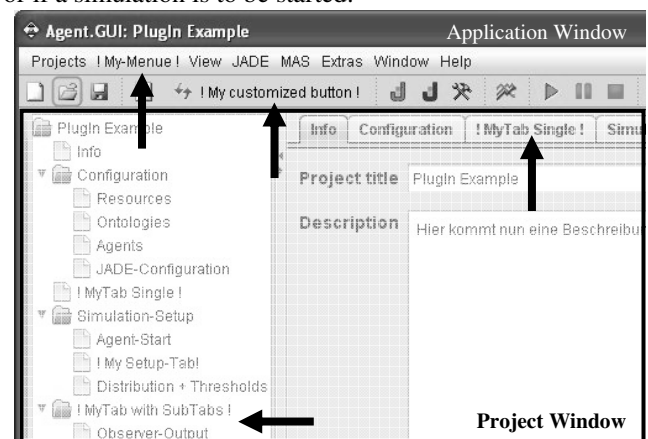 or if a simulation is to be started.
Agent.GUI: PlugIn Example Application Window
Projects ! My-Menue ! View JADE MAS Extras Window Help
! My customized button !
PlugIn Example
Info Configuration ! MyTab Single ! Simu
Info
Configuration
Project title PlugIn Example
Resources
Ontologies
Description Hier kommt nun eine Beschreibun
Agents
JADE-Configuration
! MyTab Single !
Simulation-Setup
Agent-Start
! My Setup-Tab!
Distribution + Thresholds
! MyTab with SubTabs !
Project Window
Observer-Output